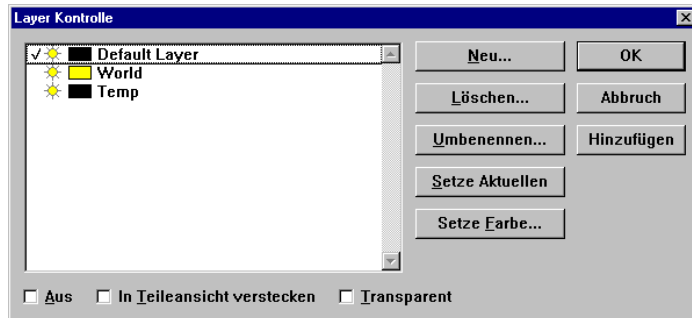 Layer Kontrolle
Default Layer
World
Temp
Neu...
OK
Löschen...
Abbruch
Umbenennen...
Hinzufügen
Setze Aktuellen
Setze Farbe...
Aus
In Teileansicht verstecken
Transparent